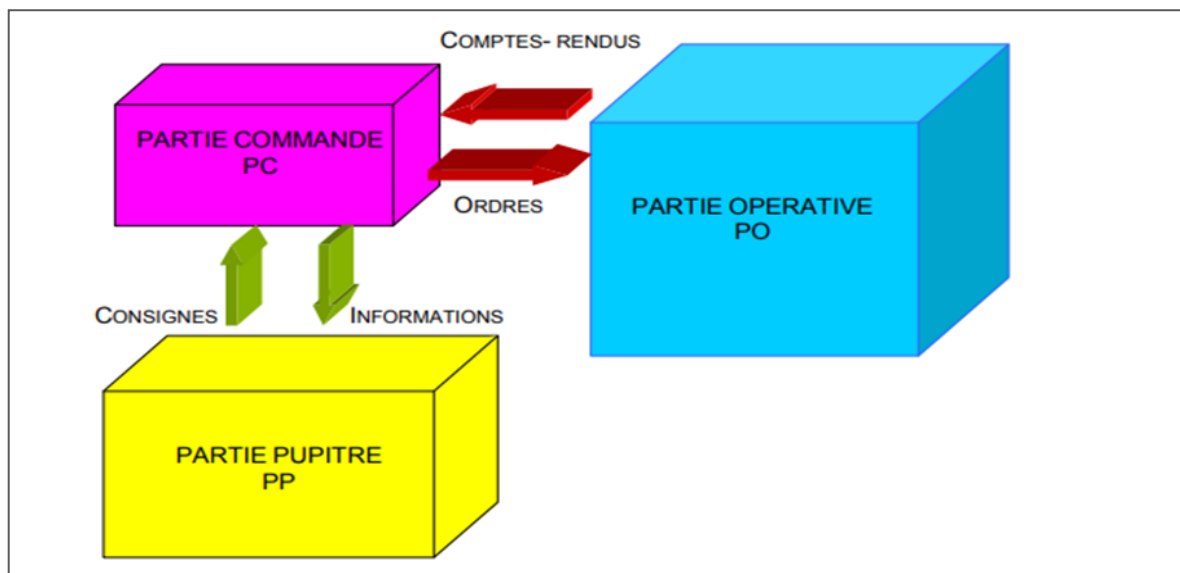 COMPTES- RENDUS
PARTIE COMMANDE
PC
ORDRES
PARTIE OPERATIVE
PO
CONSIGNES
INFORMATIONS
PARTIE PUPITRE
PP